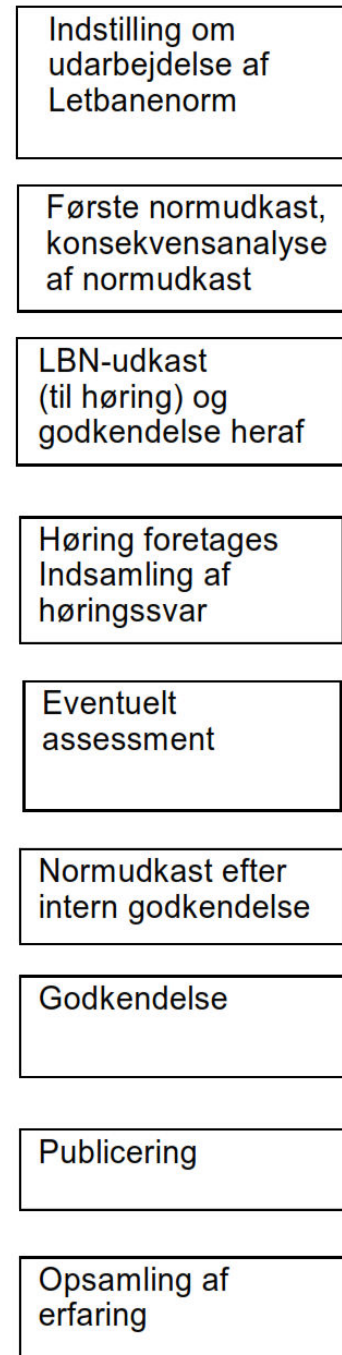 Indstilling om
udarbejdelse af
Letbanenorm
Første normudkast,
konsekvensanalyse
af normudkast
LBN-udkast
(til høring) og
godkendelse heraf
Høring foretages
Indsamling af
høringssvar
Eventuelt
assessment
Normudkast efter
intern godkendelse
Godkendelse
Publicering
Opsamling af
erfaring